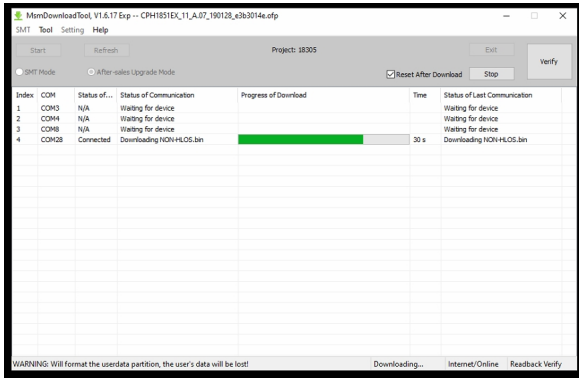 MsmDownloadTool, V1.6.17 Exp -- CPH1851EX_11_A.07_190128_e3b3014e.ofp
SMT Tool Setting Help
Start Refresh Project: 18305 Exit Verify
SMT Mode After-sales Upgrade Mode Reset After Download Stop
Index COM Status of... Status of Communication Progress of Download Time Status of Last Communication
1 COM3 N/A Waiting for device Waiting for device
2 COM4 N/A Waiting for device Waiting for device
3 COM8 N/A Waiting for device Waiting for device
4 COM28 Connected Downloading NON-HLOS.bin 30 s Downloading NON-HLOS.bin
WARNING: Will format the userdata partition, the user's data will be lost! Downloading... Internet/Online Readback Verify